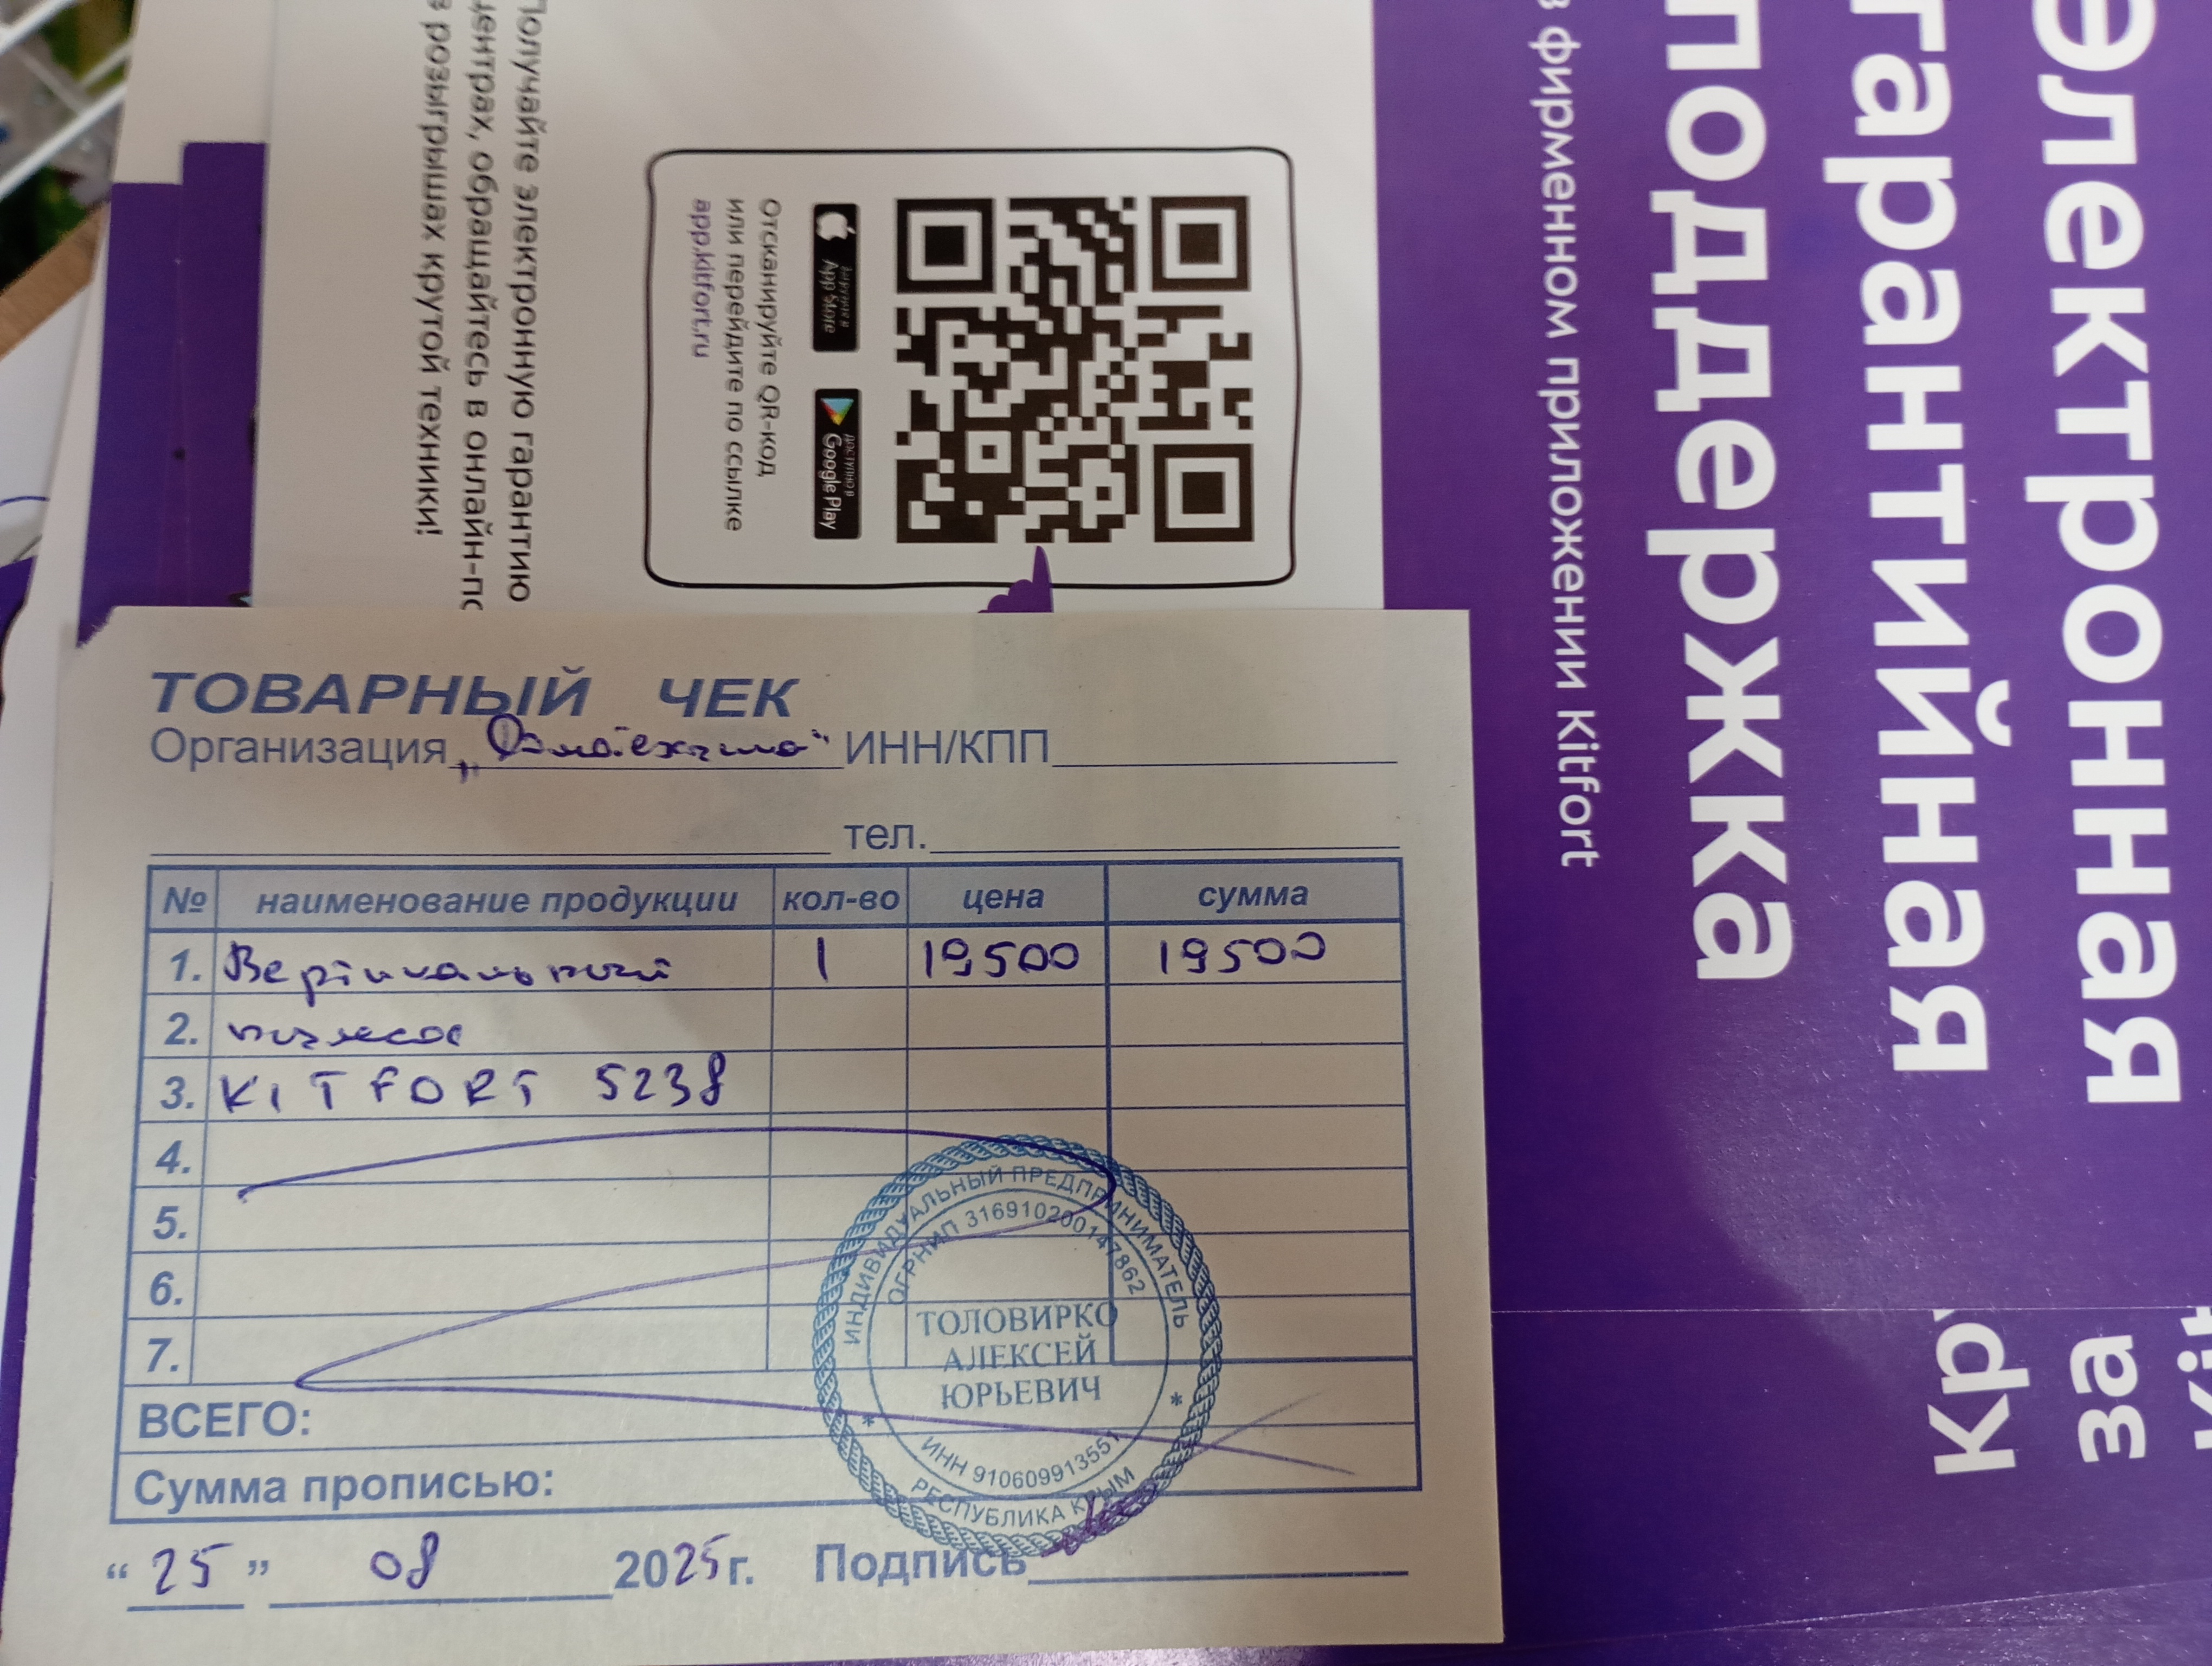 Электронная
гарантийная
поддержка
в фирменном приложении Kitfort
Отсканируйте QR-код
или перейдите по ссылке
app.kitfort.ru
Загрузите в
App Store
ДОСТУПНО В
Google Play
Получайте электронную гарантию
центрах, обращайтесь в онлайн-по
в розыгрышах крутой техники!
Кр
за
Kit
ТОВАРНЫЙ ЧЕК
Организация ИНН/КПП
тел.
№ наименование продукции кол-во цена сумма
1. Вертикальный 1 19500 19500
2. пылесос
3. KITFORT 5238
4.
5.
6.
7.
ВСЕГО:
Сумма прописью:
"25" 08 2025г. Подпись
ИНДИВИДУАЛЬНЫЙ ПРЕДПРИНИМАТЕЛЬ
ОГРНИП 316910200147862
ТОЛОВИРКО
АЛЕКСЕЙ
ЮРЬЕВИЧ
ИНН 910609913551
РЕСПУБЛИКА КРЫМ